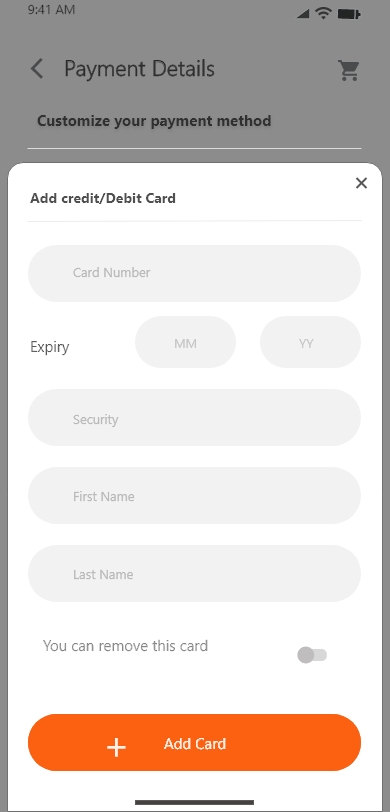 9:41 AM
Payment Details
Customize your payment method
Add credit/Debit Card
Card Number
Expiry
MM
YY
Security
First Name
Last Name
You can remove this card
Add Card